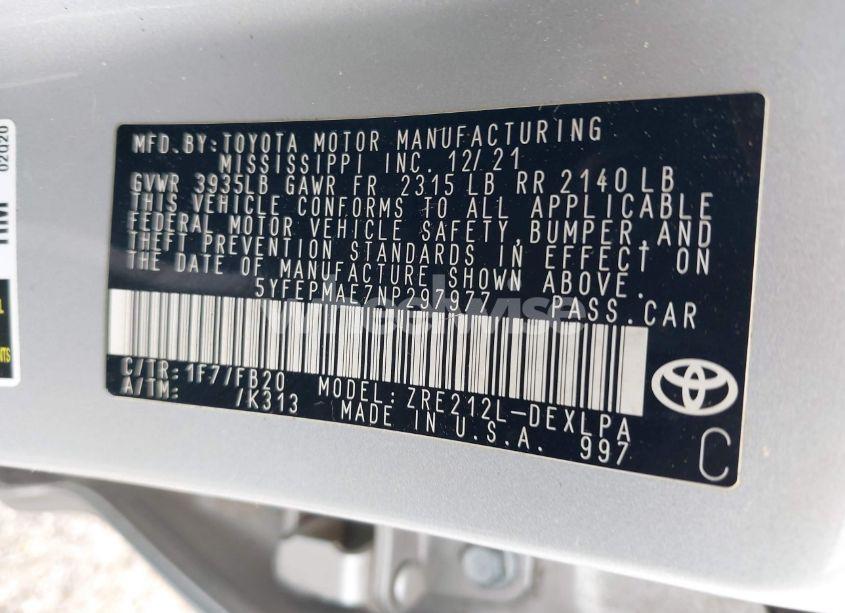 02020
MFD.BY:TOYOTA MOTOR MANUFACTURING
MISSISSIPPI INC. 12/21
GVWR 3935LB GAWR FR 2315 LB RR 2140 LB
THIS VEHICLE CONFORMS TO ALL APPLICABLE
FEDERAL MOTOR VEHICLE SAFETY, BUMPER, AND
THEFT PREVENTION STANDARDS IN EFFECT ON
THE DATE OF MANUFACTURE SHOWN ABOVE.
5YFEPMAE7NP297977 PASS.CAR
wheelwise
C/TR: 1F7/FB20 MODEL: ZRE212L-DEXLPA
A/TM: /K313 MADE IN U.S.A. 997
C